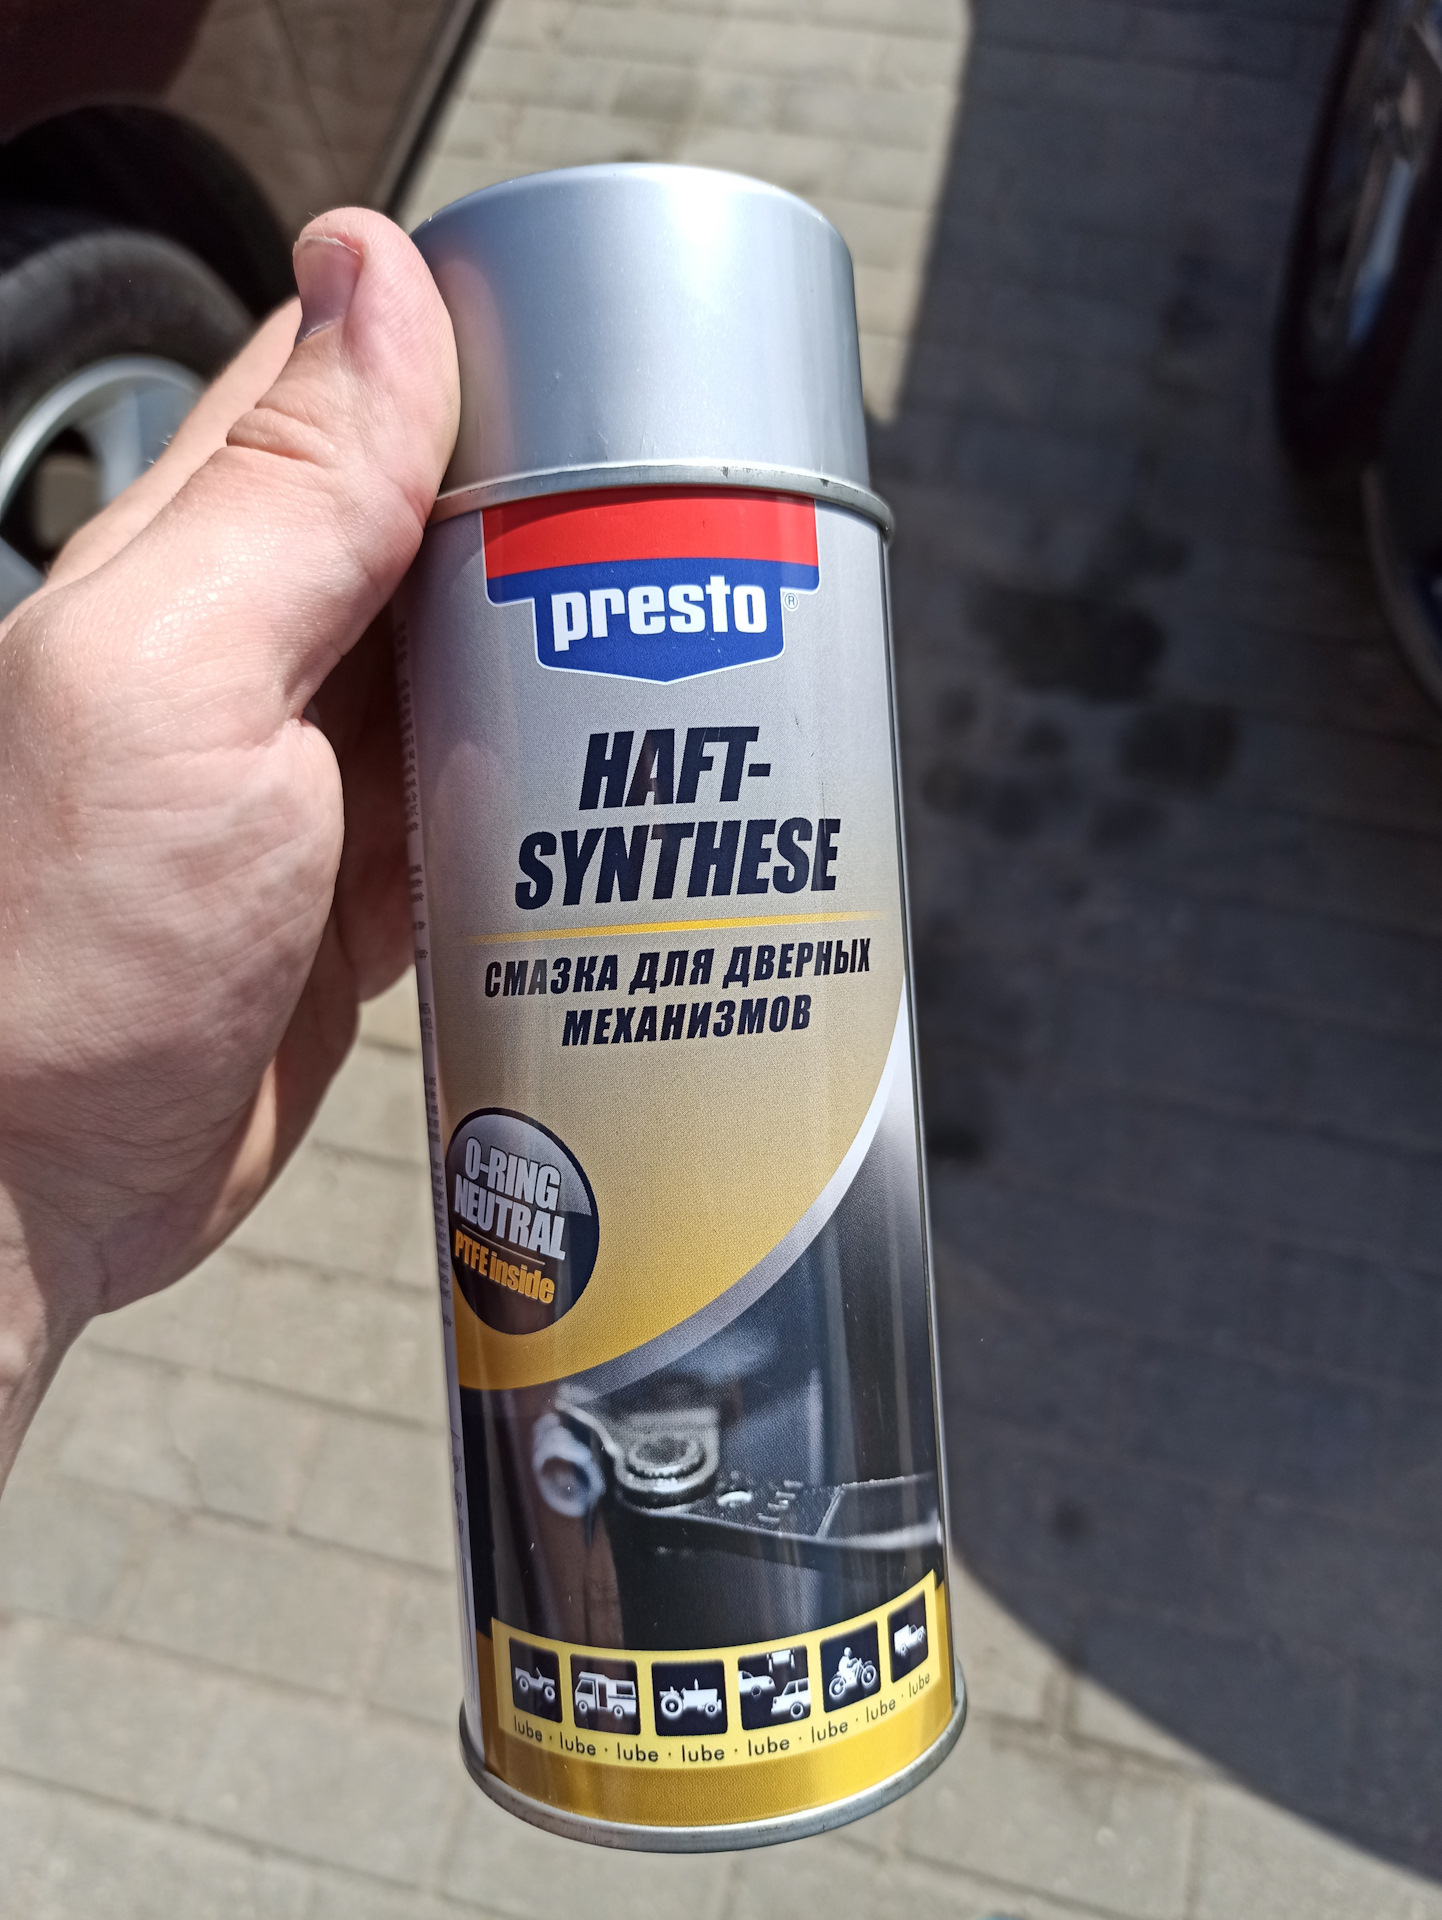 presto®
HAFT-
SYNTHESE
СМАЗКА ДЛЯ ДВЕРНЫХ
МЕХАНИЗМОВ
O-RING
NEUTRAL
PTFE inside
lube · lube · lube · lube · lube · lube · lube · lube